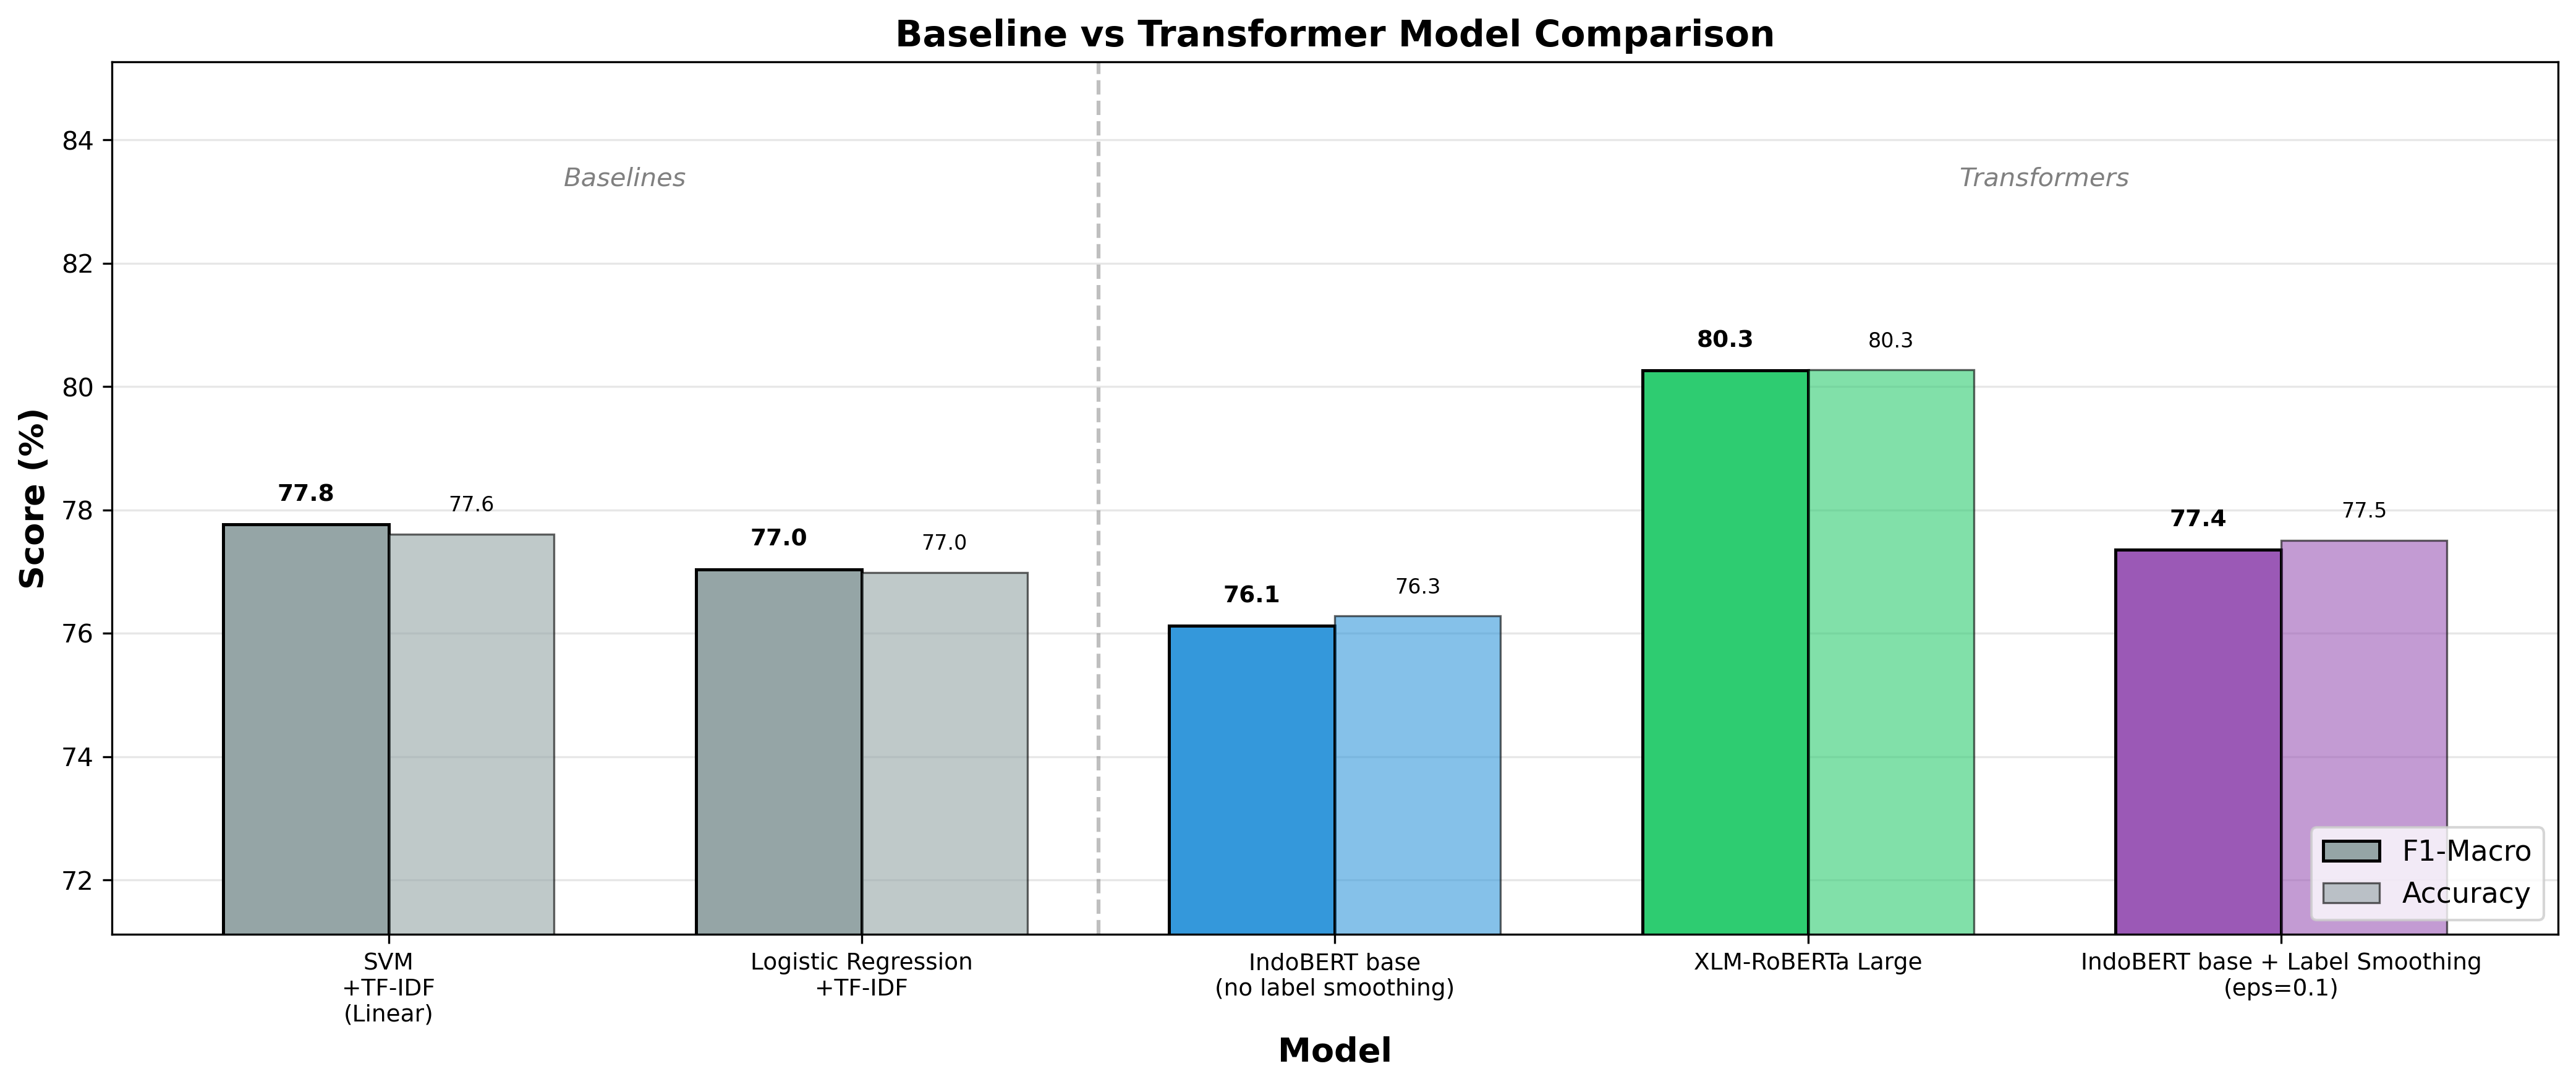 Baseline vs Transformer Model Comparison
Score (%)
84
82
80
78
76
74
72
Baselines
Transformers
77.8
77.6
77.0
77.0
76.1
76.3
80.3
80.3
77.4
77.5
F1-Macro
Accuracy
SVM
+TF-IDF
(Linear)
Logistic Regression
+TF-IDF
IndoBERT base
(no label smoothing)
XLM-RoBERTa Large
IndoBERT base + Label Smoothing
(eps=0.1)
Model